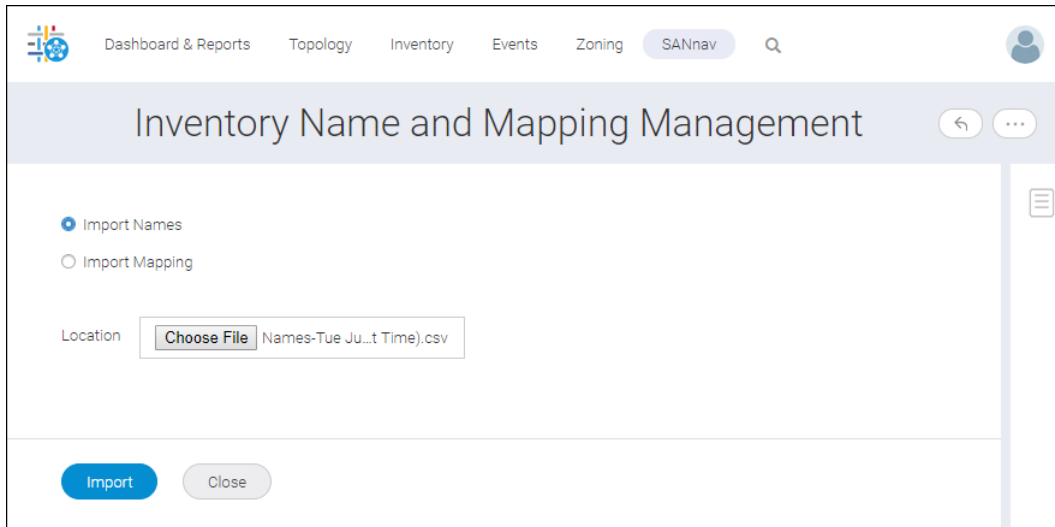 Dashboard & Reports Topology Inventory Events Zoning SANnav
Inventory Name and Mapping Management
Import Names
Import Mapping
Location Choose File Names-Tue Ju...t Time).csv
Import Close